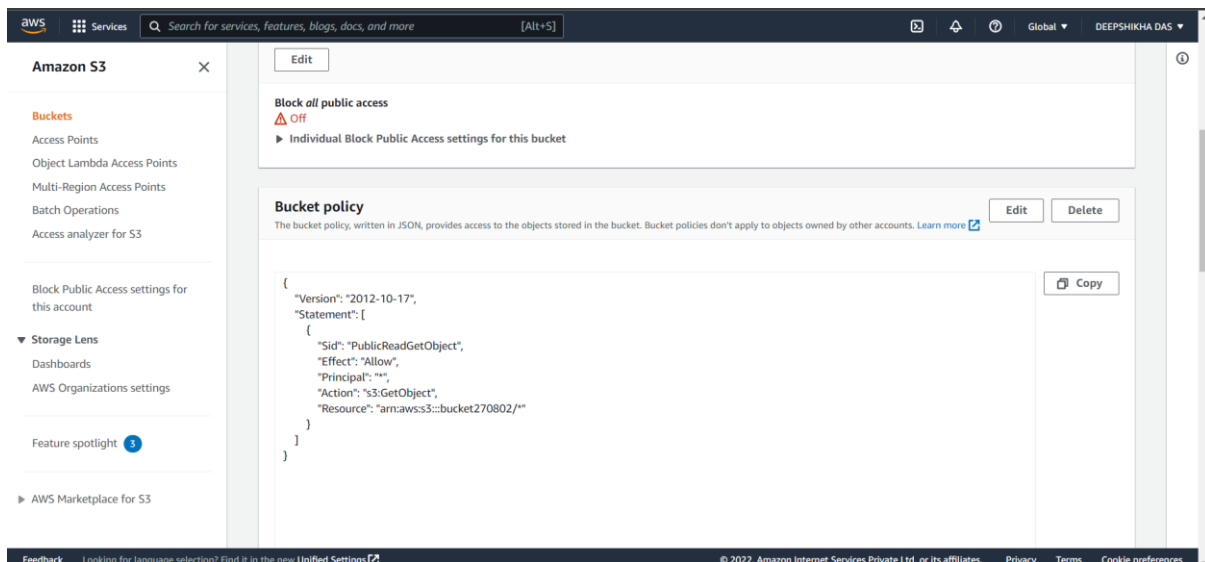 aws
Services
Search for services, features, blogs, docs, and more
[Alt+S]
Global ▼
DEEPSHIKHA DAS ▼
Amazon S3
Buckets
Access Points
Object Lambda Access Points
Multi-Region Access Points
Batch Operations
Access analyzer for S3
Block Public Access settings for
this account
Storage Lens
Dashboards
AWS Organizations settings
Feature spotlight 3
AWS Marketplace for S3
Edit
Block all public access
Off
Individual Block Public Access settings for this bucket
Bucket policy
Edit
Delete
The bucket policy, written in JSON, provides access to the objects stored in the bucket. Bucket policies don't apply to objects owned by other accounts. Learn more
Copy
{
"Version": "2012-10-17",
"Statement": [
{
"Sid": "PublicReadGetObject",
"Effect": "Allow",
"Principal": "*",
"Action": "s3:GetObject",
"Resource": "arn:aws:s3:::bucket270802/*"
}
]
}
Feedback
Looking for language selection? Find it in the new Unified Settings
© 2022, Amazon Internet Services Private Ltd. or its affiliates.
Privacy
Terms
Cookie preferences